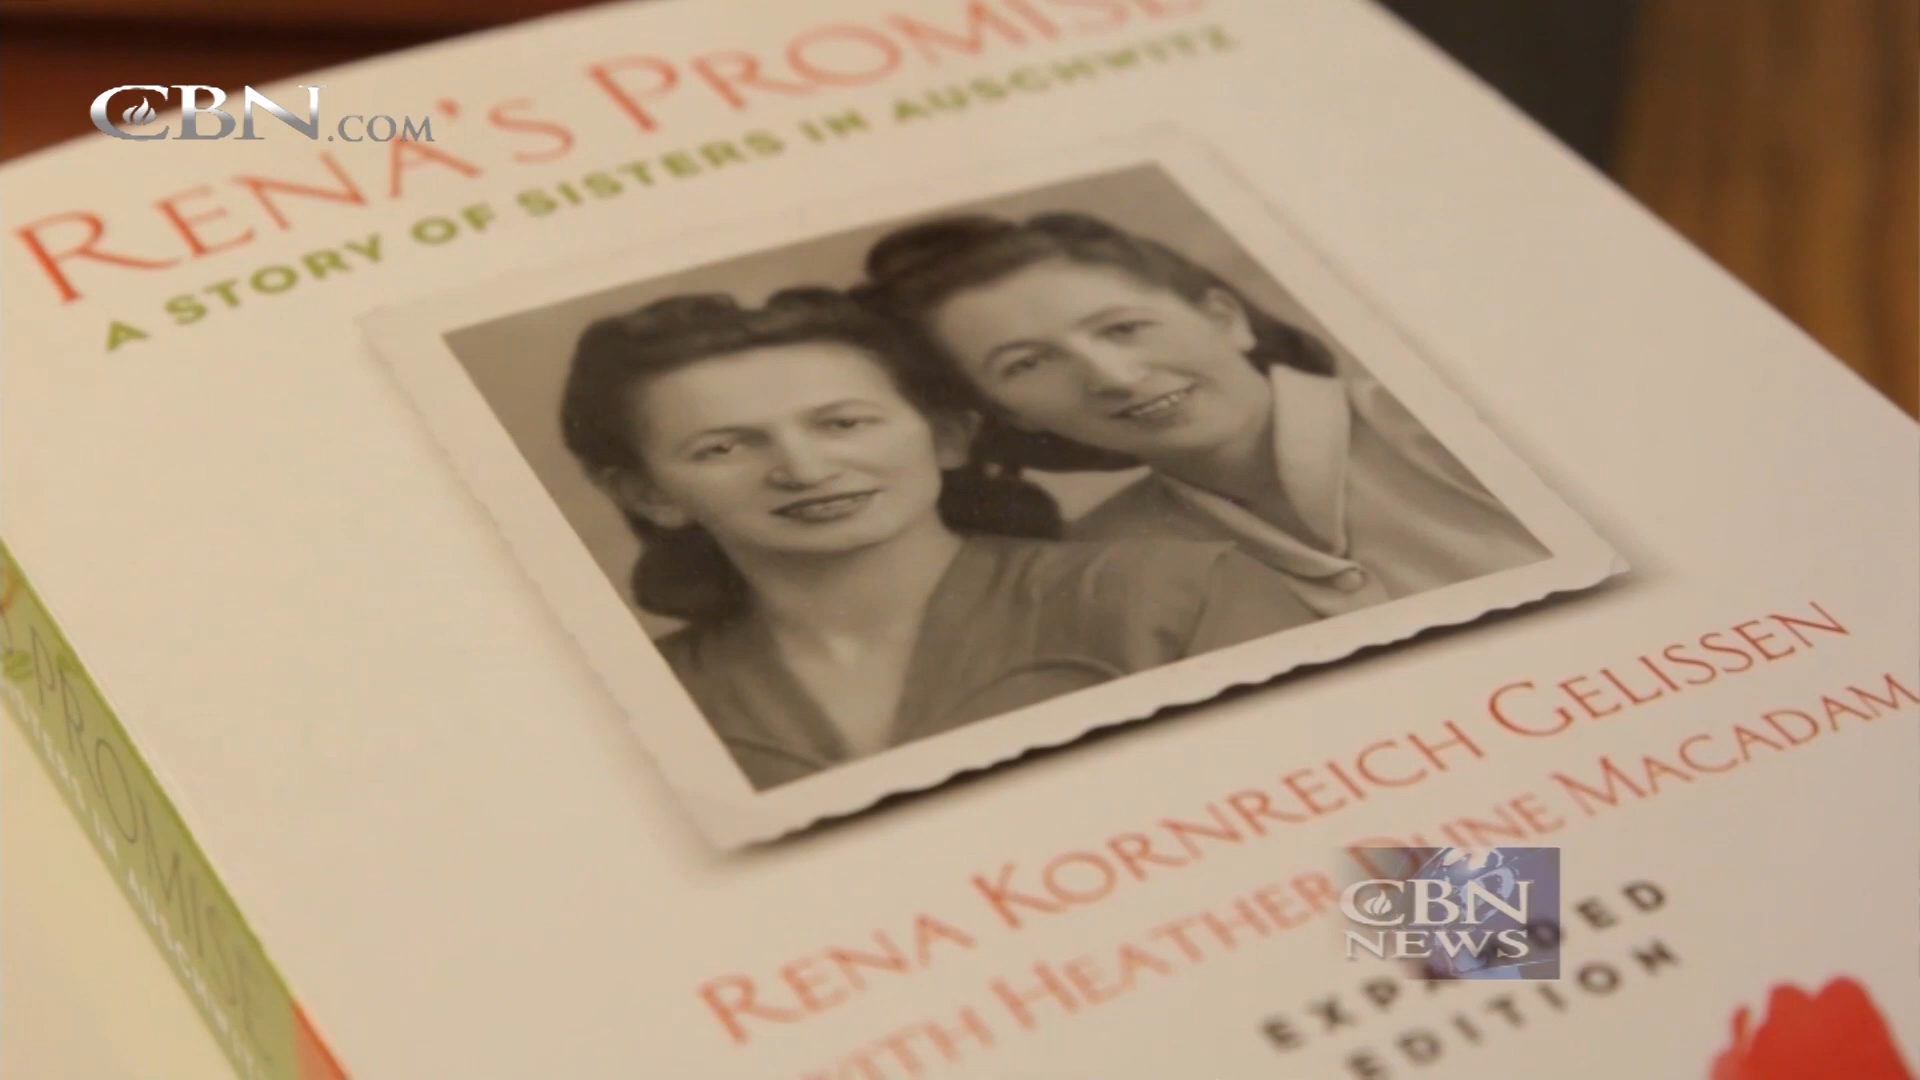 CBN.COM
RENA'S PROMISE
A STORY OF SISTERS IN AUSCHWITZ
RENA KORNREICH GELISSEN
WITH HEATHER DUNE MACADAM
EXPANDED
EDITION
CBN
NEWS
PROMISE